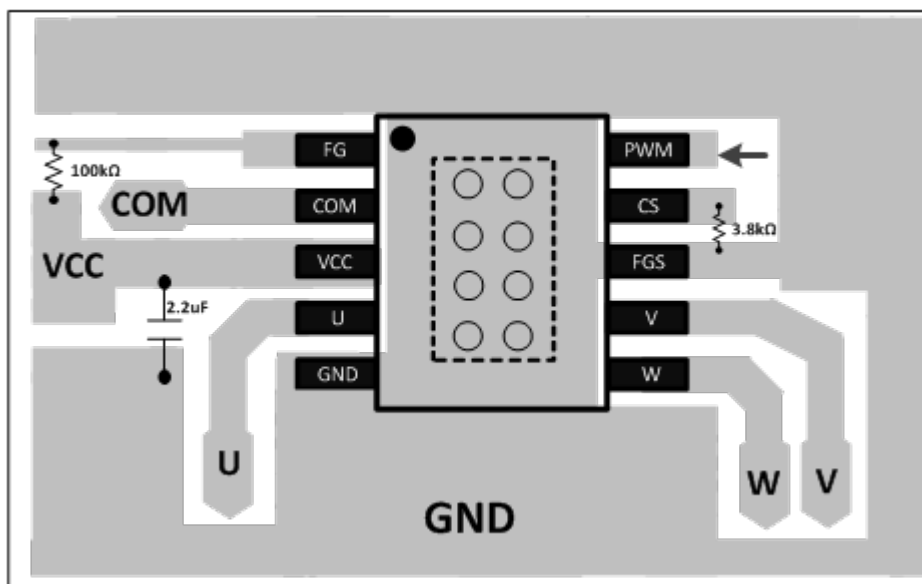 FG
PWM
100kΩ
COM
COM
CS
3.8kΩ
VCC
VCC
FGS
2.2uF
U
V
GND
W
U
W
V
GND